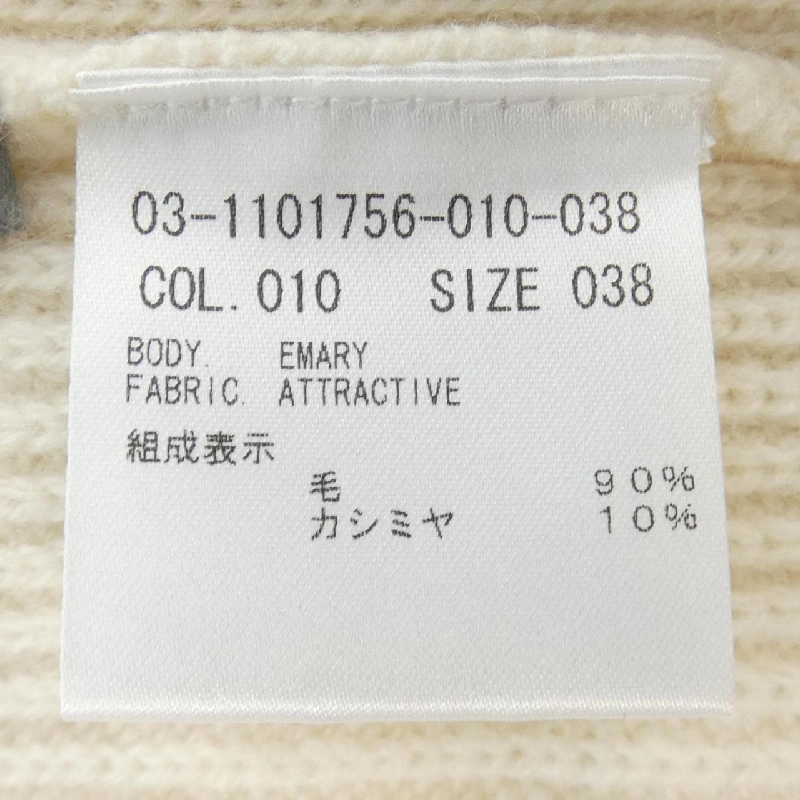 03-1101756-010-038
COL.010 SIZE 038
BODY. EMARY
FABRIC. ATTRACTIVE
組成表示
毛 90%
カシミヤ 10%